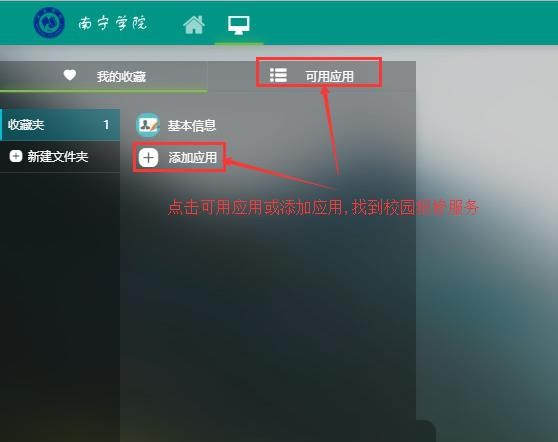 南宁学院
我的收藏
可用应用
收藏夹 1
基本信息
新建文件夹
添加应用
点击可用应用或添加应用,找到校园报修服务